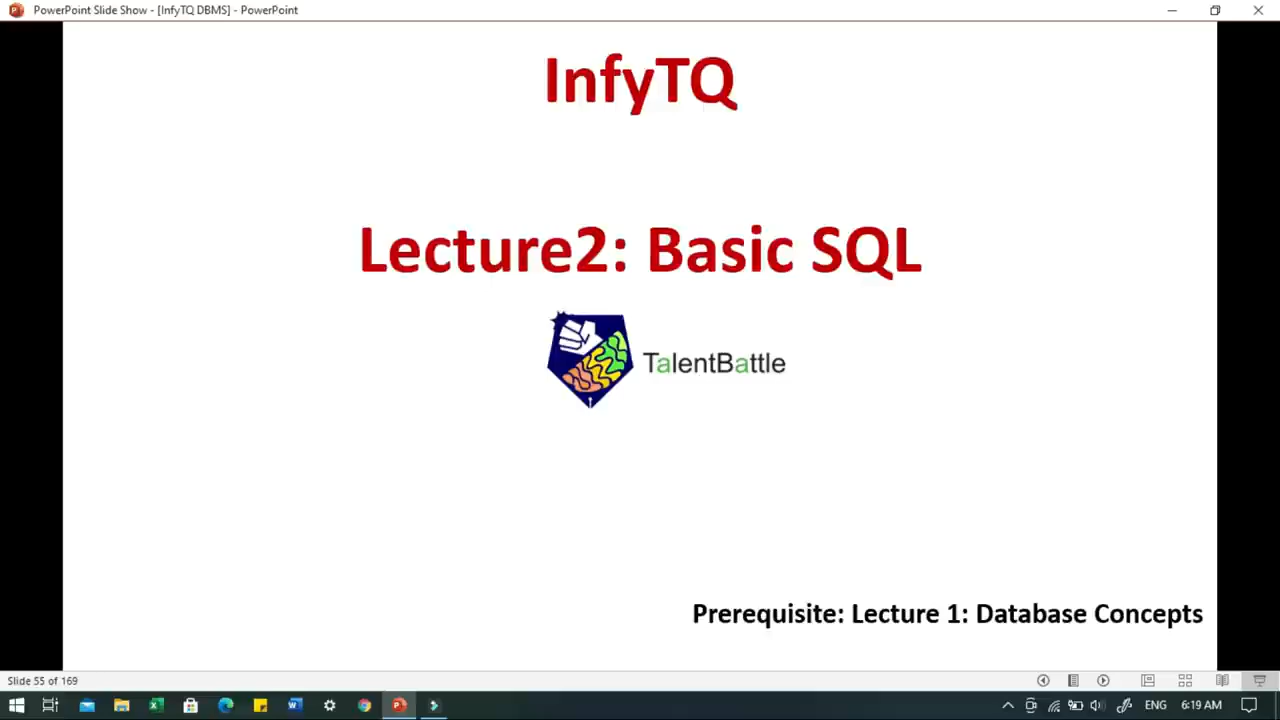 PowerPoint Slide Show - [InfyTQ DBMS] - PowerPoint
InfyTQ
Lecture2: Basic SQL
TalentBattle
Prerequisite: Lecture 1: Database Concepts
Slide 55 of 169
ENG 6:19 AM